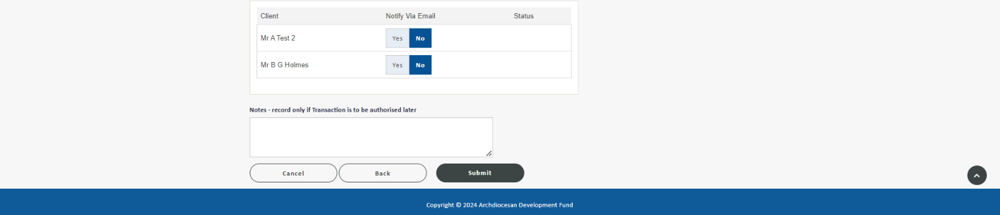 Client Notify Via Email Status
Mr A Test 2 Yes No
Mr B G Holmes Yes No
Notes - record only if Transaction is to be authorised later
Cancel Back Submit
Copyright © 2024 Archdiocesan Development Fund